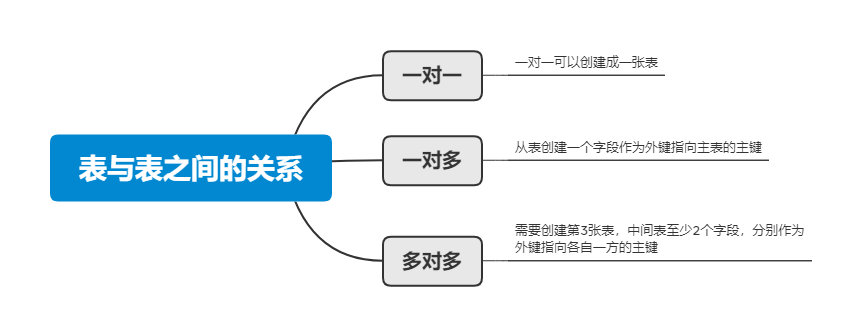 一对一
一对一可以创建成一张表
表与表之间的关系
一对多
从表创建一个字段作为外键指向主表的主键
多对多
需要创建第3张表，中间表至少2个字段，分别作为
外键指向各自一方的主键